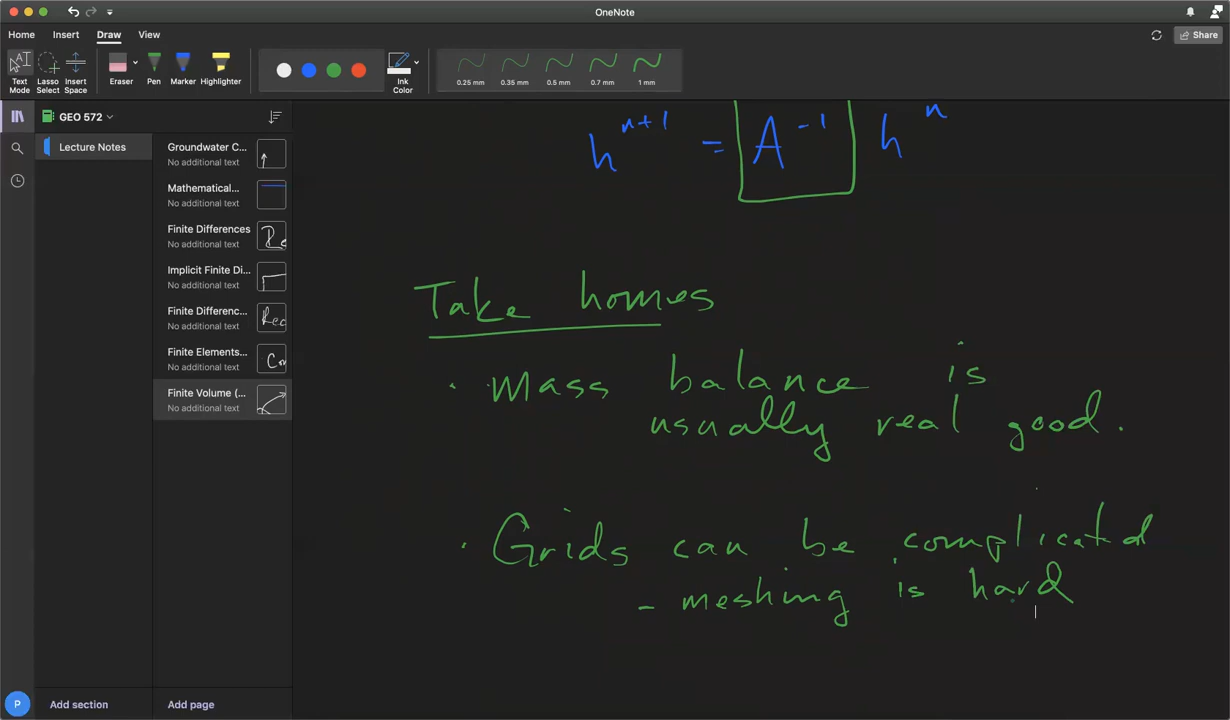 OneNote
Home Insert Draw View
Share
Text Mode
Lasso Select
Insert Space
Eraser
Pen
Marker
Highlighter
Ink Color
0.25 mm 0.35 mm 0.5 mm 0.7 mm 1 mm
GEO 572
Lecture Notes
Groundwater C...
No additional text
Mathematical...
No additional text
Finite Differences
No additional text
Implicit Finite Di...
No additional text
Finite Differenc...
No additional text
Finite Elements...
No additional text
Finite Volume (...
No additional text
h^{n+1} = A^{-1} h^n
Take homes
· Mass balance is
usually real good.
· Grids can be complicated
- meshing is hard
P
Add section
Add page